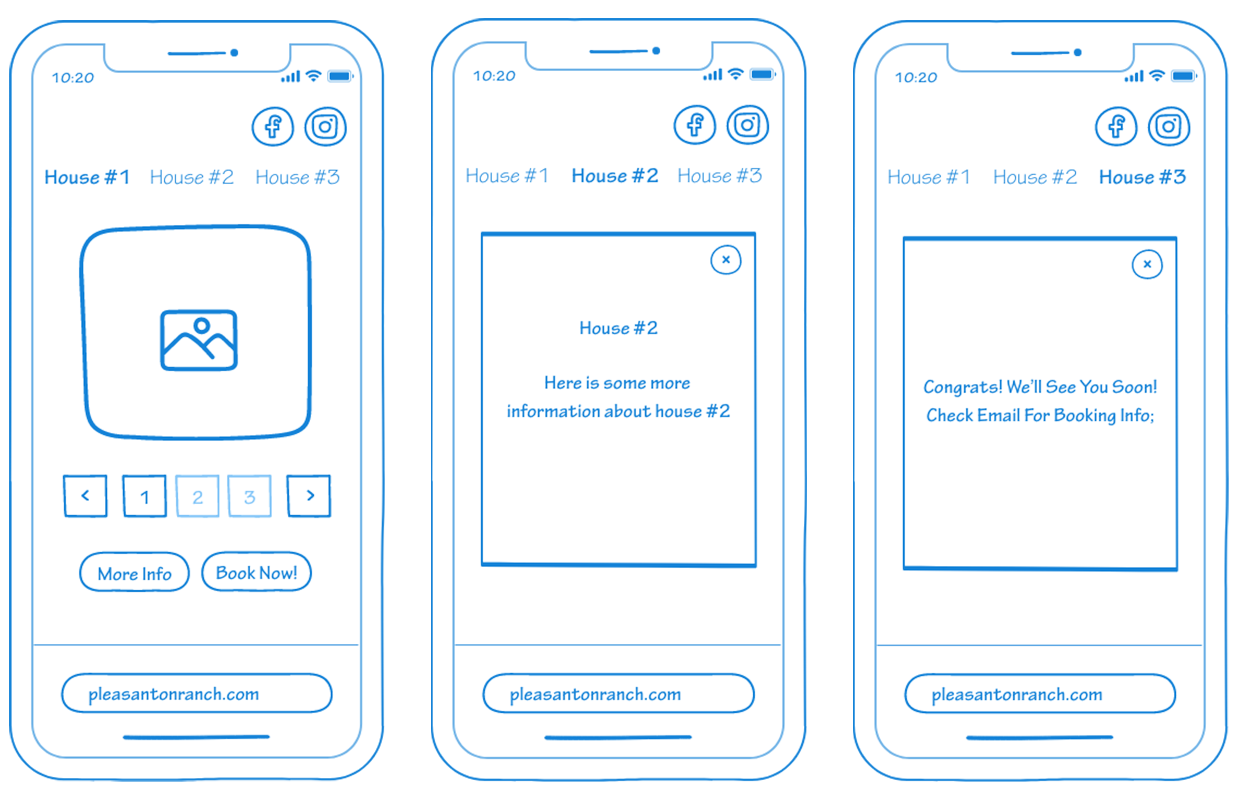 10:20
House #1 House #2 House #3
< 1 2 3 >
More Info Book Now!
pleasantonranch.com
10:20
House #1 House #2 House #3
×
House #2
Here is some more
information about house #2
pleasantonranch.com
10:20
House #1 House #2 House #3
×
Congrats! We'll See You Soon!
Check Email For Booking Info;
pleasantonranch.com